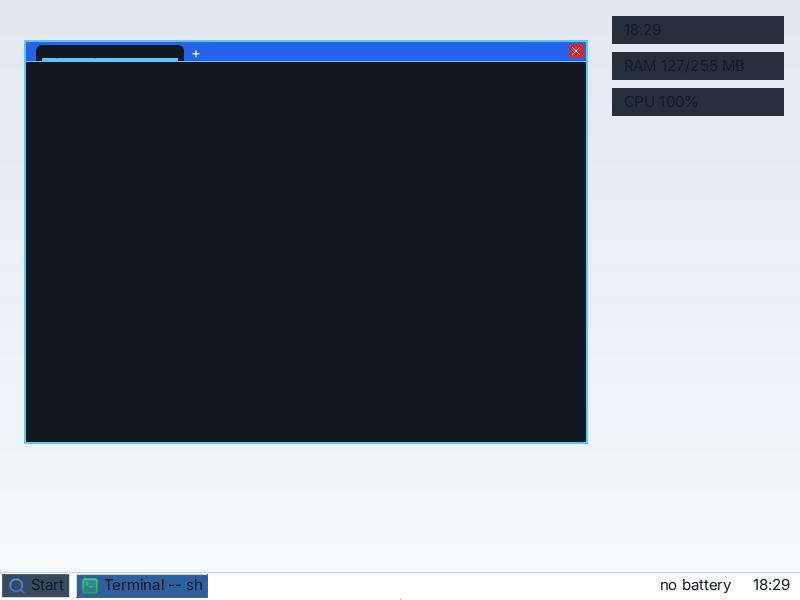 +
18:29
RAM 127/255 MB
CPU 100%
Start
Terminal -- sh
no battery
18:29